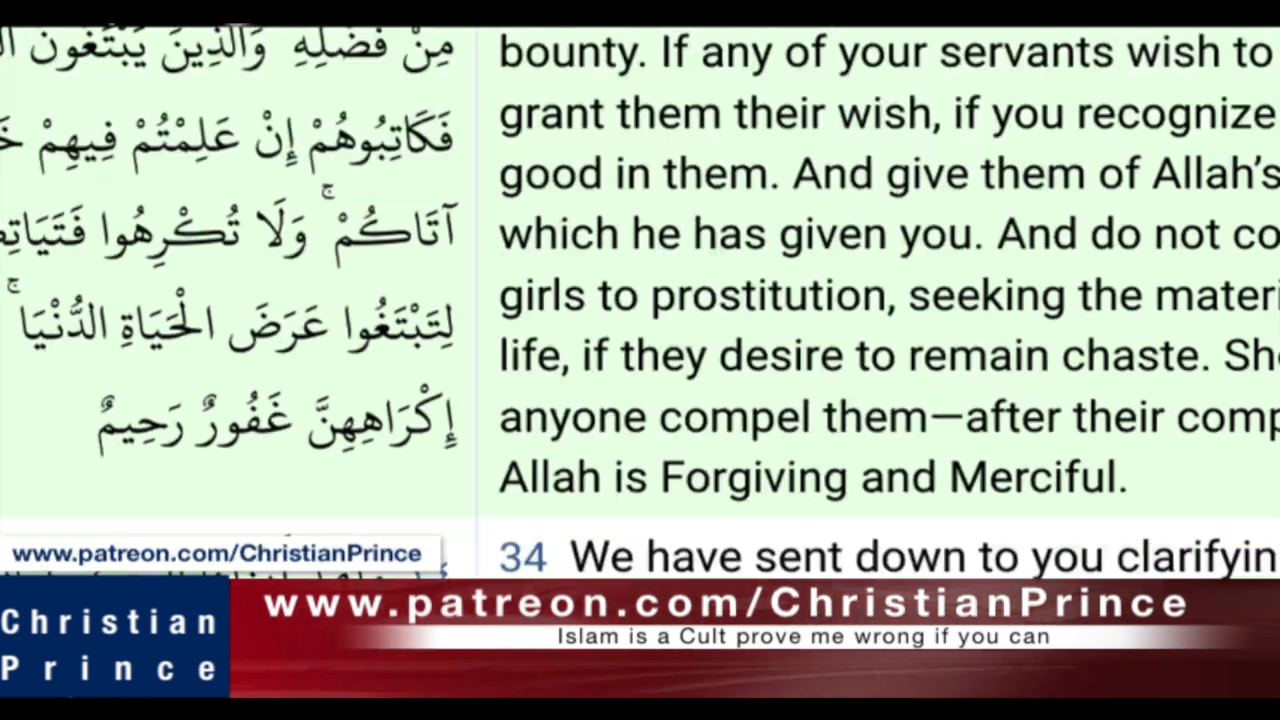 مِنْ فَضْلِهِ وَالَّذِينَ يَبْتَغُونَ
فَكَاتِبُوهُمْ إِنْ عَلِمْتُمْ فِيهِمْ
آتَاكُمْ ۚ وَلَا تُكْرِهُوا
لِتَبْتَغُوا عَرَضَ الْحَيَاةِ الدُّنْيَا ۚ
إِكْرَاهِهِنَّ غَفُورٌ رَحِيمٌ
bounty. If any of your servants wish to
grant them their wish, if you recognize
good in them. And give them of Allah’s
which he has given you. And do not co
girls to prostitution, seeking the materi
life, if they desire to remain chaste. Sho
anyone compel them—after their comp
Allah is Forgiving and Merciful.
34 We have sent down to you clarifyin
www.patreon.com/ChristianPrince
Christian
Prince
www.patreon.com/ChristianPrince
Islam is a Cult prove me wrong if you can